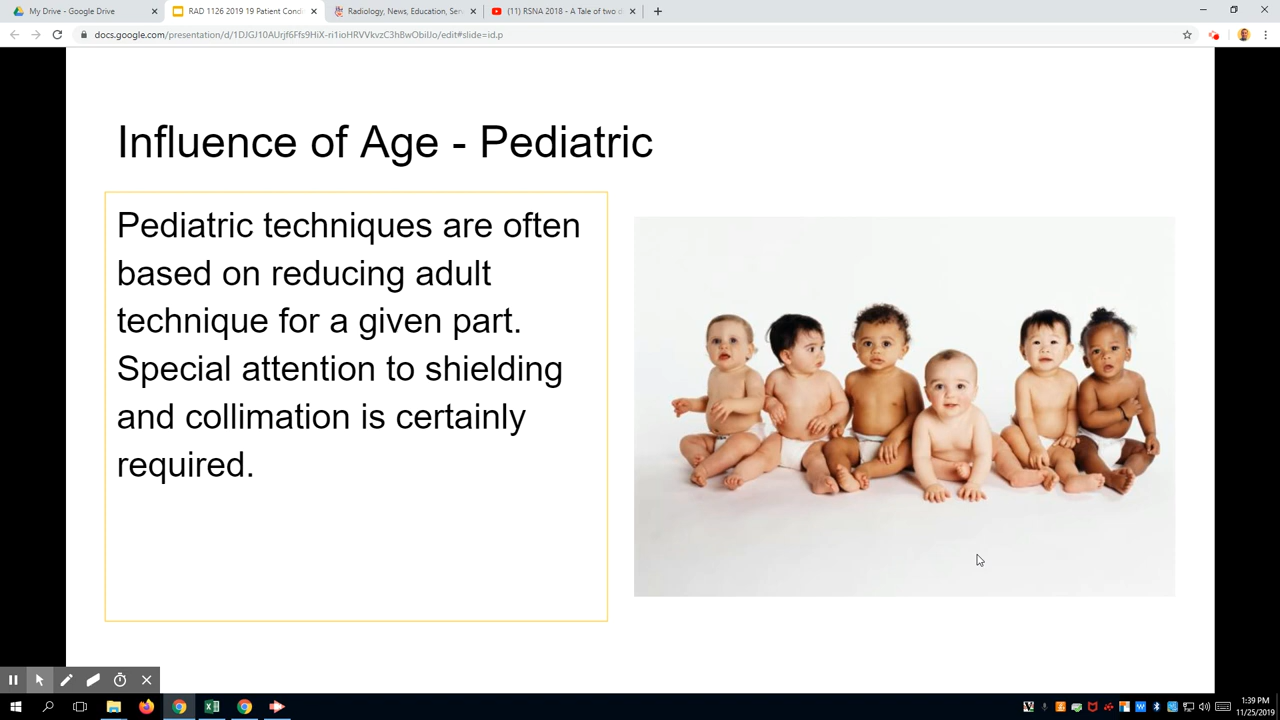 My Drive - Google Drive
RAD 1126 2019 19 Patient Cond
Radiology, News, Education, Ser
(11) RSNA 2018 - A Tale of two d
docs.google.com/presentation/d/1DJGJ10AUrjf6Ffs9HiX-ri1ioHRVVkvzC3hBwObiIJo/edit#slide=id.p
Influence of Age - Pediatric
Pediatric techniques are often
based on reducing adult
technique for a given part.
Special attention to shielding
and collimation is certainly
required.
1:39 PM
11/25/2019